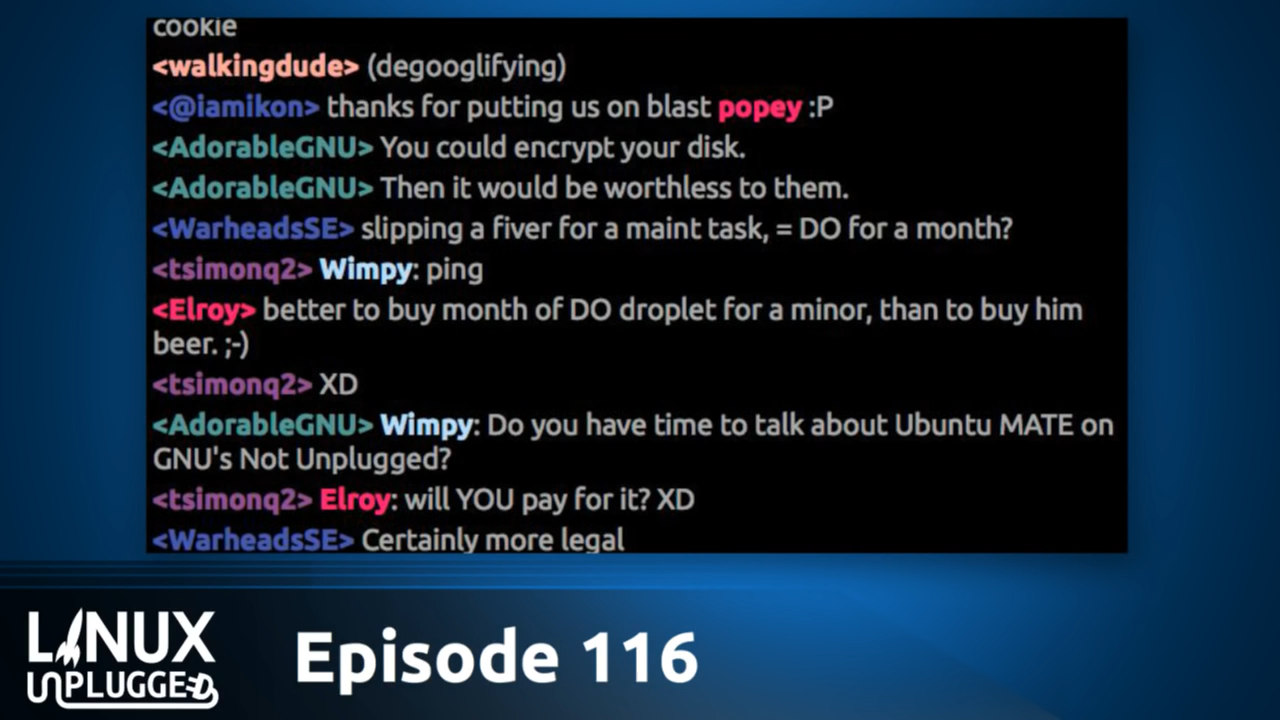 cookie
<walkingdude> (degooglifying)
<@iamikon> thanks for putting us on blast popey :P
<AdorableGNU> You could encrypt your disk.
<AdorableGNU> Then it would be worthless to them.
<WarheadsSE> slipping a fiver for a maint task, = DO for a month?
<tsimonq2> Wimpy: ping
<Elroy> better to buy month of DO droplet for a minor, than to buy him
beer. ;-)
<tsimonq2> XD
<AdorableGNU> Wimpy: Do you have time to talk about Ubuntu MATE on
GNU's Not Unplugged?
<tsimonq2> Elroy: will YOU pay for it? XD
<WarheadsSE> Certainly more legal
LINUX
UNPLUGGED
Episode 116